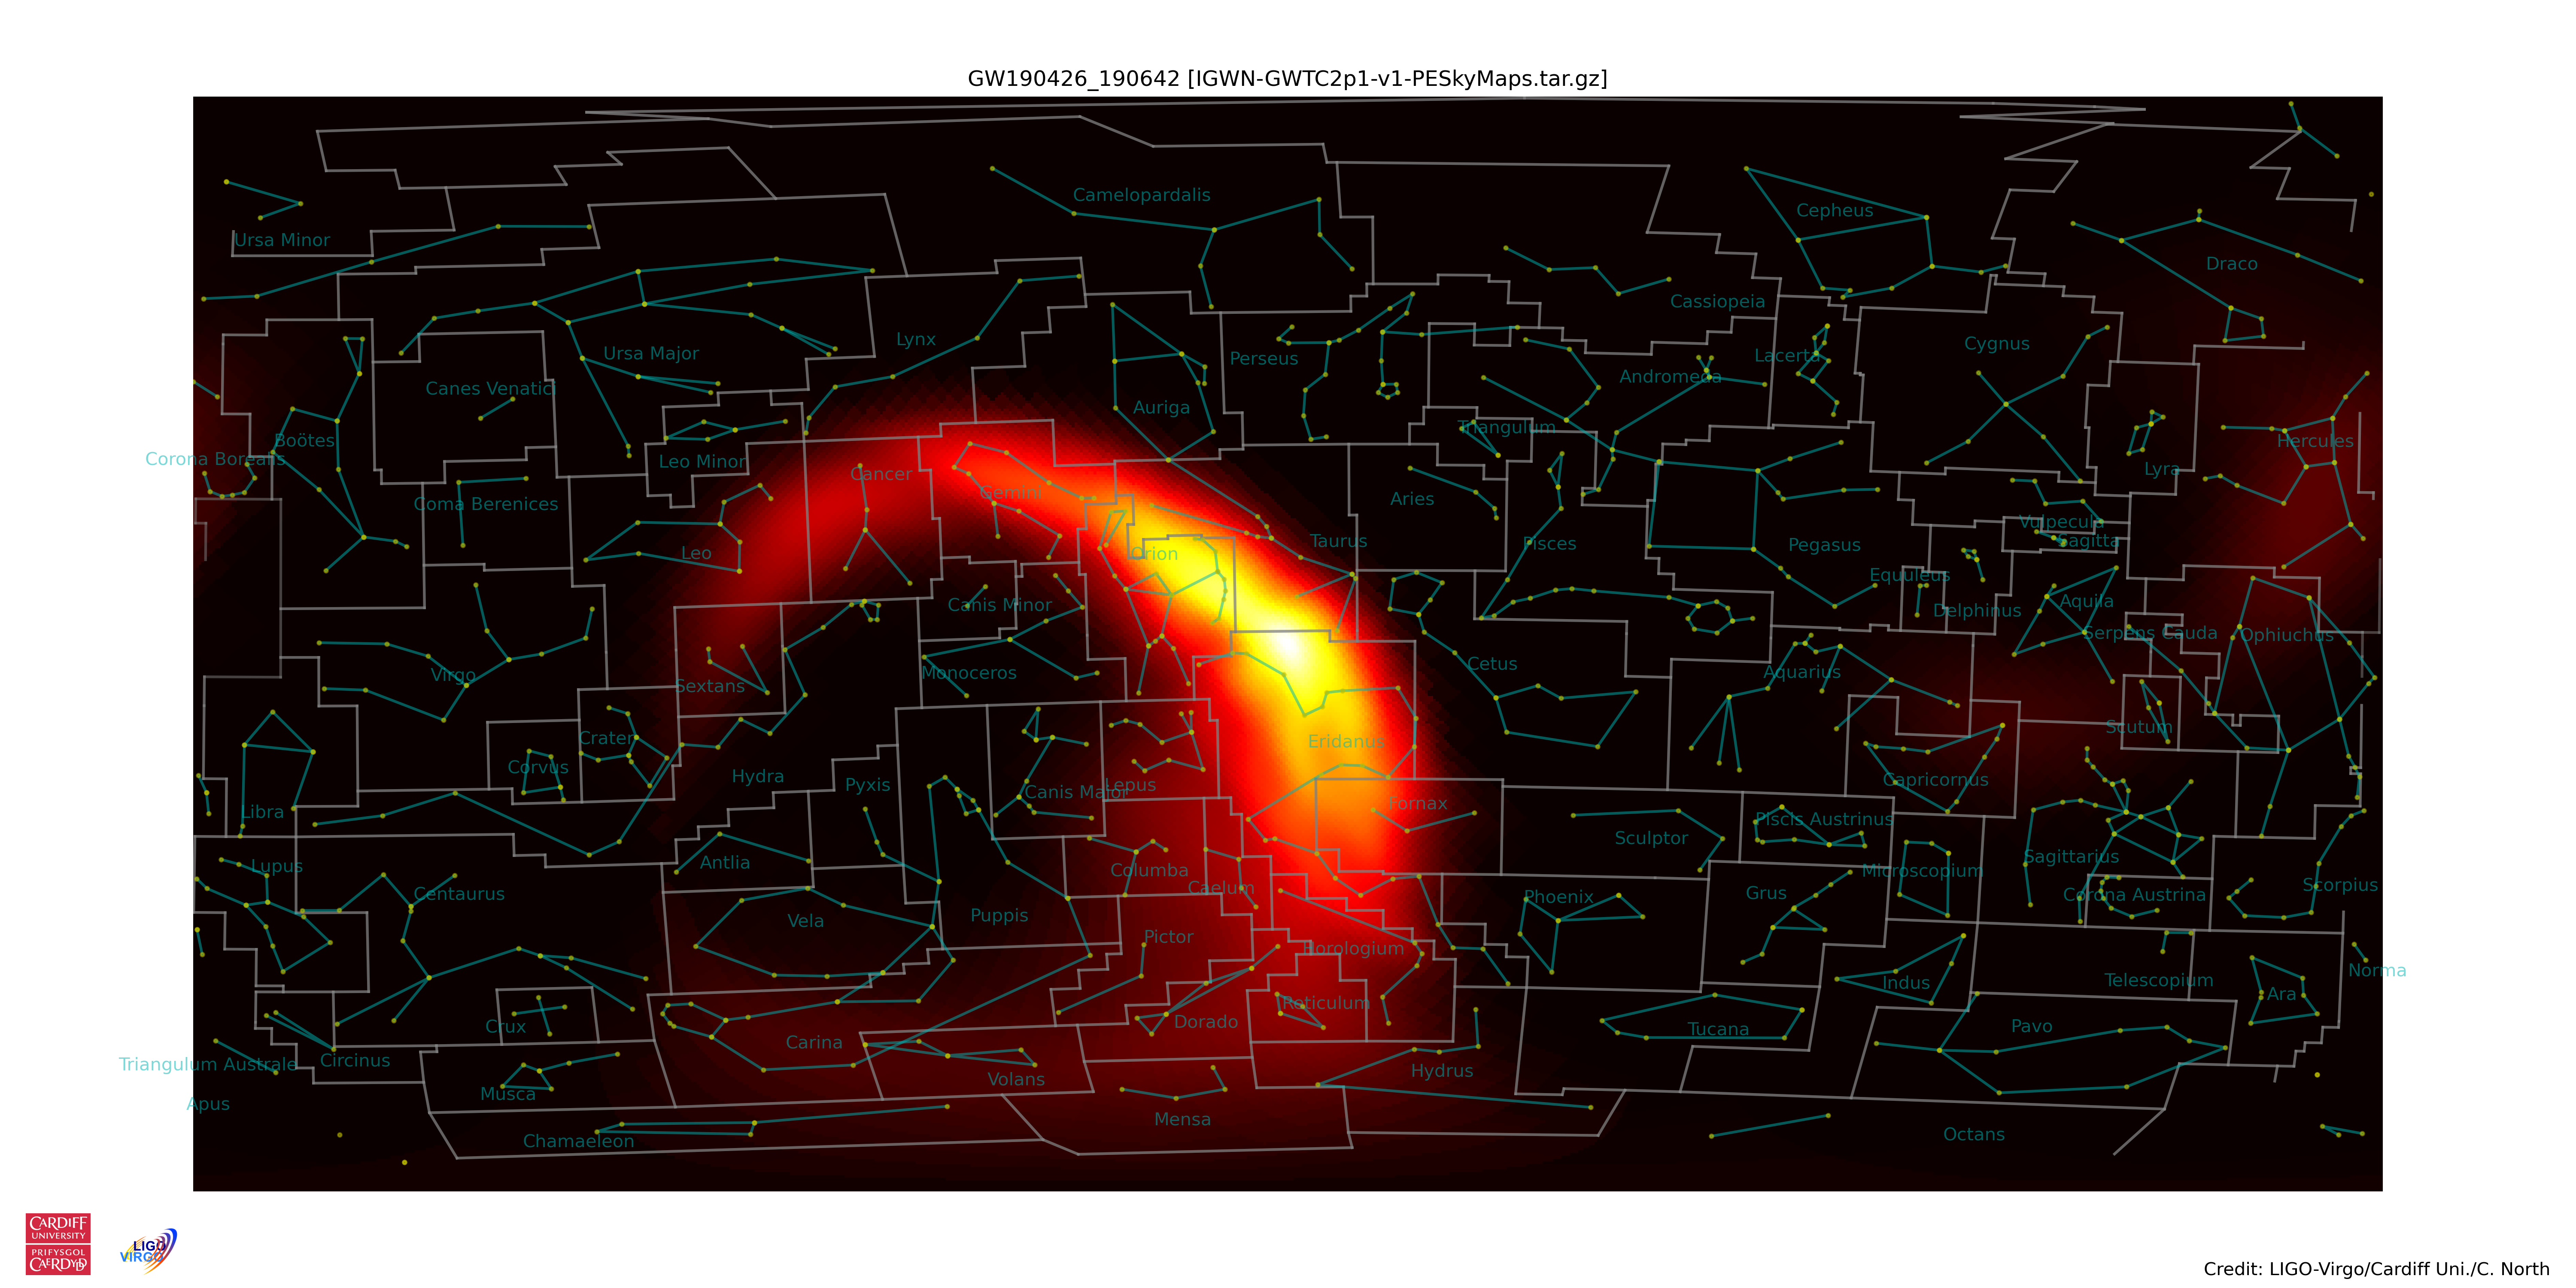 GW190426_190642 [IGWN-GWTC2p1-v1-PESkyMaps.tar.gz]
Camelopardalis
Cepheus
Ursa Minor
Draco
Cassiopeia
Lynx
Cygnus
Ursa Major
Perseus
Lacerta
Andromeda
Canes Venatici
Auriga
Triangulum
Boötes
Hercules
Corona Borealis
Leo Minor
Lyra
Cancer
Gemini
Aries
Coma Berenices
Vulpecula
Taurus
Sagitta
Pisces
Pegasus
Leo
Orion
Equuleus
Aquila
Canis Minor
Delphinus
Serpens Cauda
Ophiuchus
Cetus
Virgo
Monoceros
Aquarius
Sextans
Scutum
Crater
Eridanus
Corvus
Hydra
Capricornus
Pyxis
Lepus
Canis Major
Fornax
Libra
Piscis Austrinus
Sculptor
Sagittarius
Antlia
Lupus
Columba
Microscopium
Scorpius
Caelum
Centaurus
Grus
Corona Austrina
Phoenix
Puppis
Vela
Pictor
Horologium
Norma
Telescopium
Indus
Ara
Reticulum
Dorado
Crux
Pavo
Tucana
Carina
Circinus
Triangulum Australe
Hydrus
Volans
Musca
Apus
Mensa
Octans
Chamaeleon
CARDIFF
UNIVERSITY
PRIFYSGOL
CAERDYDD
LIGO
VIRGO
Credit: LIGO-Virgo/Cardiff Uni./C. North